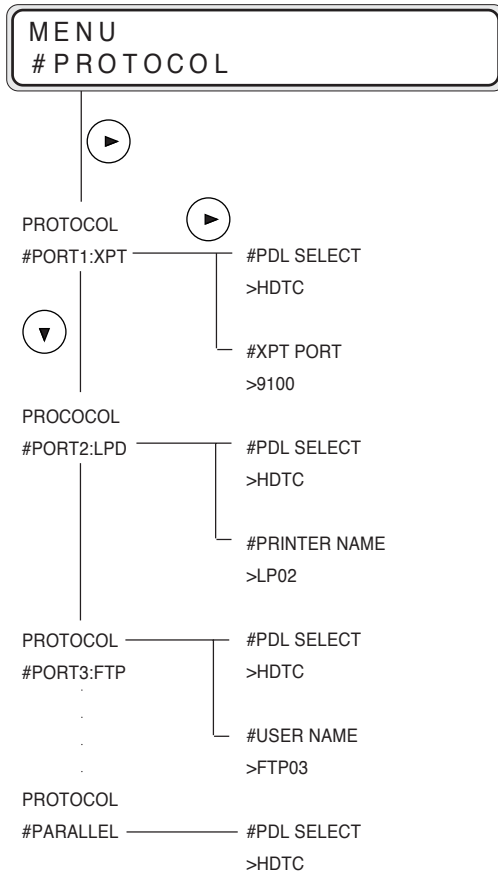 MENU
#PROTOCOL
PROTOCOL
#PORT1:XPT
#PDL SELECT
>HDTC
#XPT PORT
>9100
PROCOCOL
#PORT2:LPD
#PDL SELECT
>HDTC
#PRINTER NAME
>LP02
PROTOCOL
#PORT3:FTP
#PDL SELECT
>HDTC
#USER NAME
>FTP03
PROTOCOL
#PARALLEL
#PDL SELECT
>HDTC